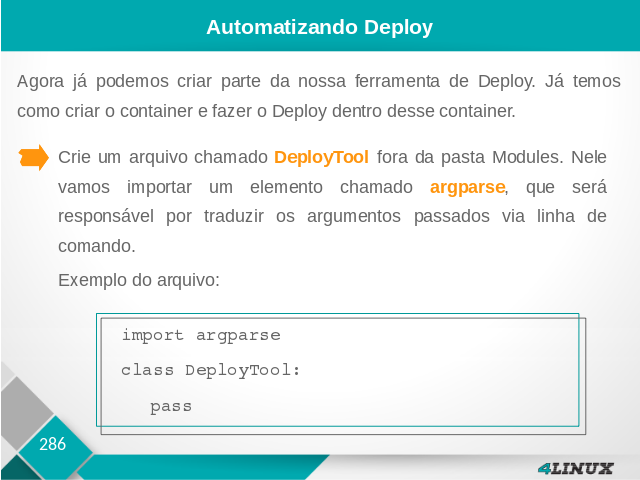 Automatizando Deploy
Agora já podemos criar parte da nossa ferramenta de Deploy. Já temos
como criar o container e fazer o Deploy dentro desse container.
Crie um arquivo chamado DeployTool fora da pasta Modules. Nele
vamos importar um elemento chamado argparse, que será
responsável por traduzir os argumentos passados via linha de
comando.
Exemplo do arquivo:
import argparse
class DeployTool:
pass
286
4LINUX